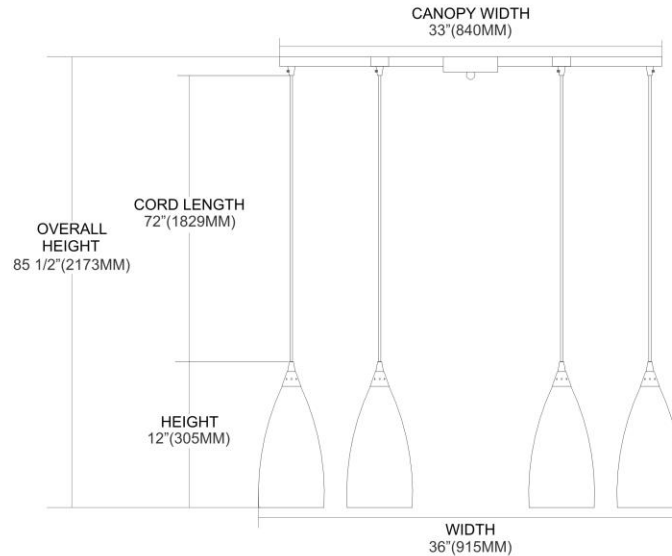 CANOPY WIDTH
33"(840MM)
CORD LENGTH
72"(1829MM)
OVERALL
HEIGHT
85 1/2"(2173MM)
HEIGHT
12"(305MM)
WIDTH
36"(915MM)